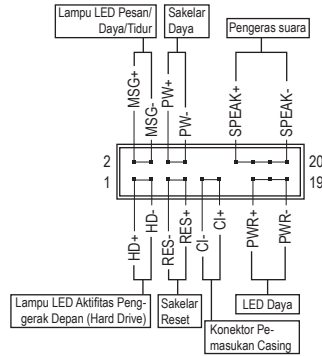 Lampu LED Pesan/
Daya/Tidur
Sakelar
Daya
Pengeras suara
MSG+
MSG-
PW+
PW-
SPEAK+
SPEAK-
2
20
1
19
HD+
HD-
RES-
RES+
CI-
CI+
PWR+
PWR-
Lampu LED Aktifitas Peng-
gerak Depan (Hard Drive)
Sakelar
Reset
LED Daya
Konektor Pe-
masukan Casing